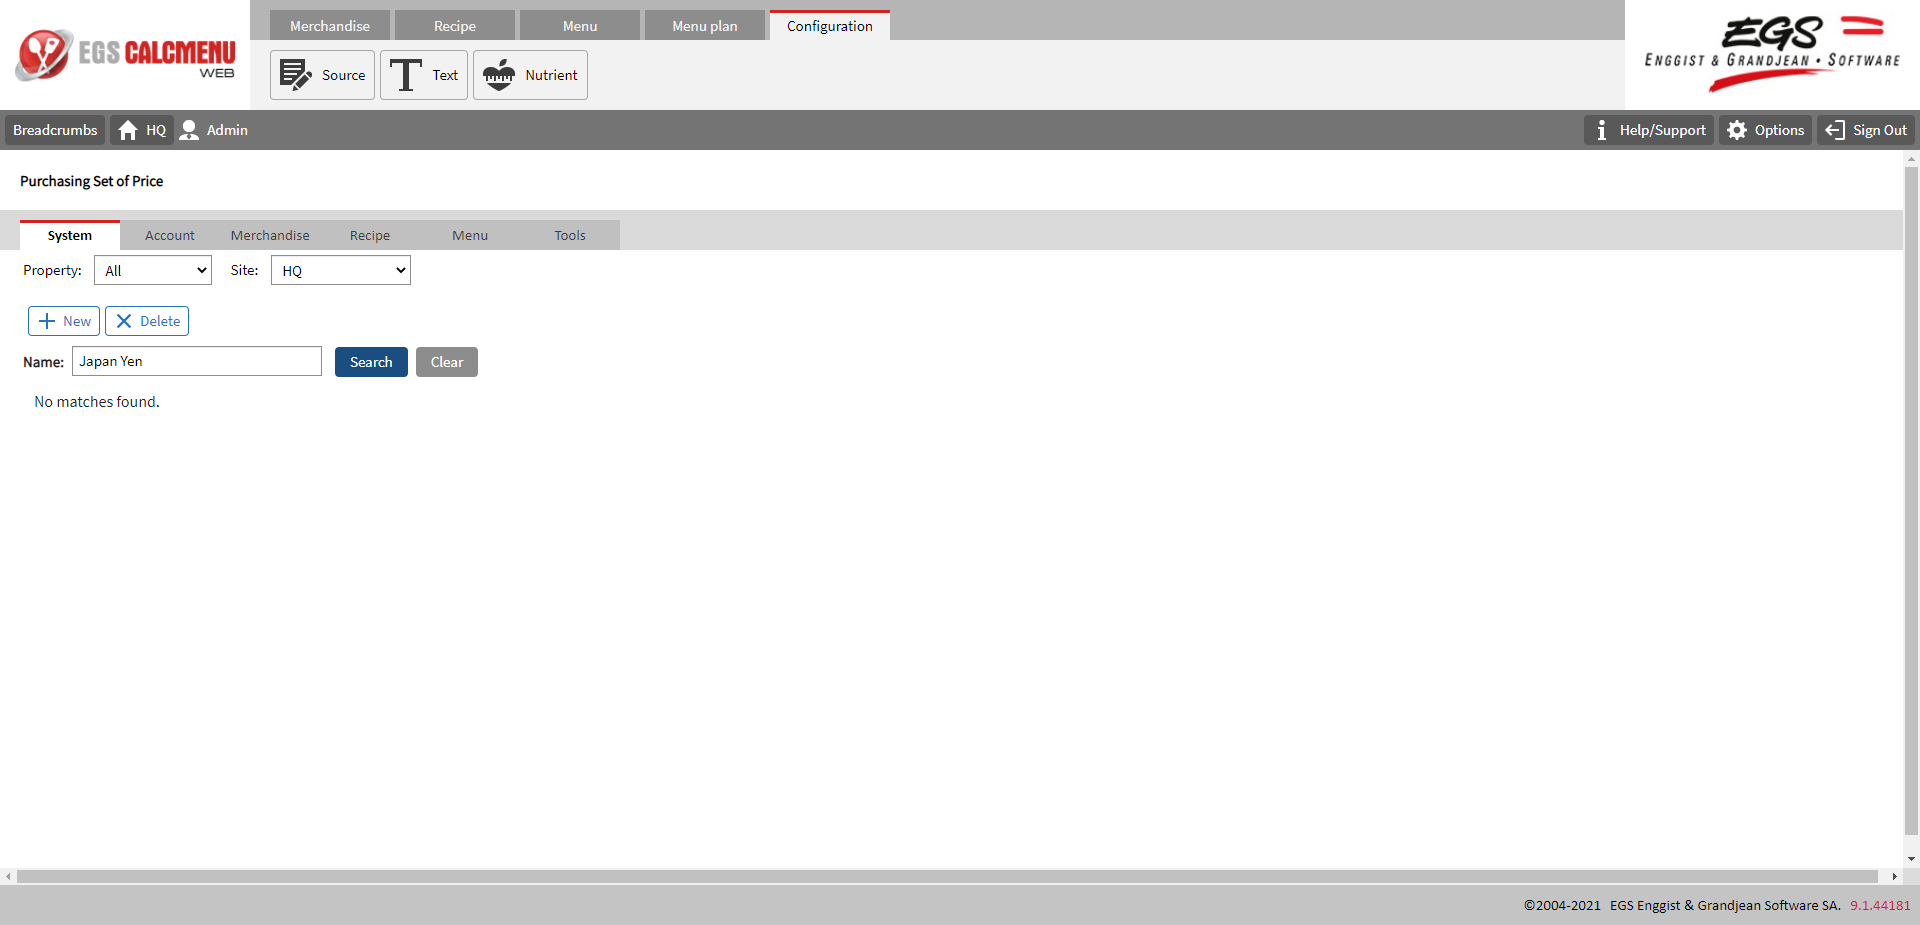 EGS CALCMENU
WEB
Merchandise
Recipe
Menu
Menu plan
Configuration
Source
Text
Nutrient
EGS
ENGGIST & GRANDJEAN • SOFTWARE
Breadcrumbs
HQ
Admin
Help/Support
Options
Sign Out
Purchasing Set of Price
System
Account
Merchandise
Recipe
Menu
Tools
Property: All
Site: HQ
New
Delete
Name: Japan Yen
Search
Clear
No matches found.
©2004-2021 EGS Enggist & Grandjean Software SA. 9.1.44181